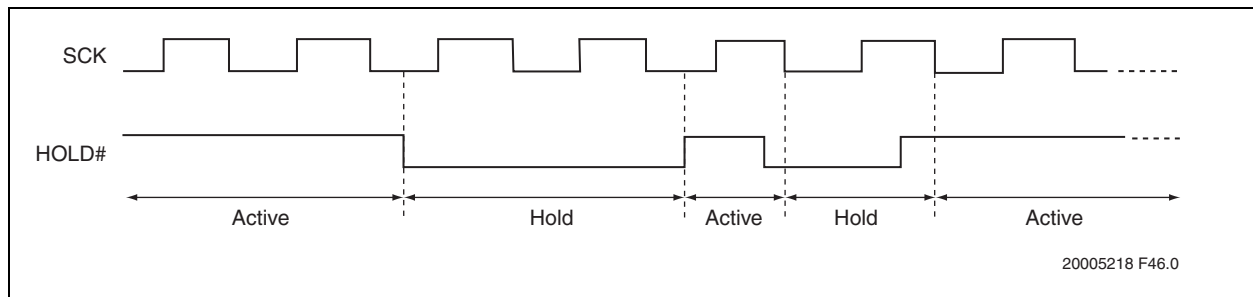 SCK
HOLD#
Active
Hold
Active
Hold
Active
20005218 F46.0